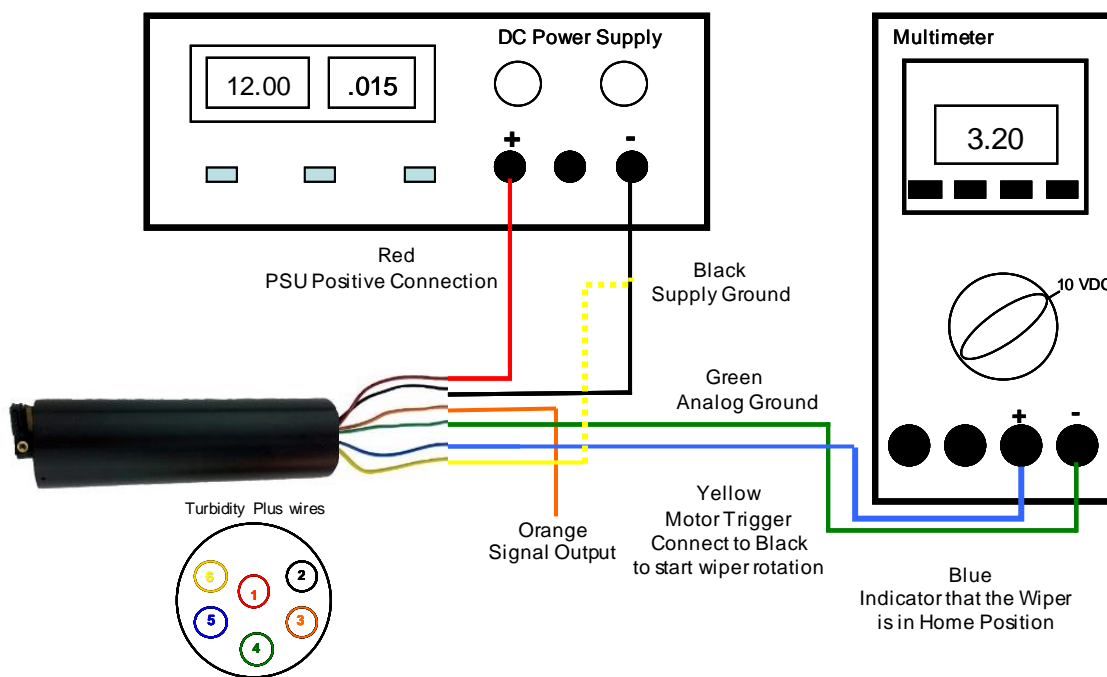 DC Power Supply
12.00
.015
+
-
Multimeter
3.20
10 VDC
+
-
Red
PSU Positive Connection
Black
Supply Ground
Green
Analog Ground
Yellow
Motor Trigger
Connect to Black
to start wiper rotation
Orange
Signal Output
Blue
Indicator that the Wiper
is in Home Position
Turbidity Plus wires
6
1
2
5
3
4